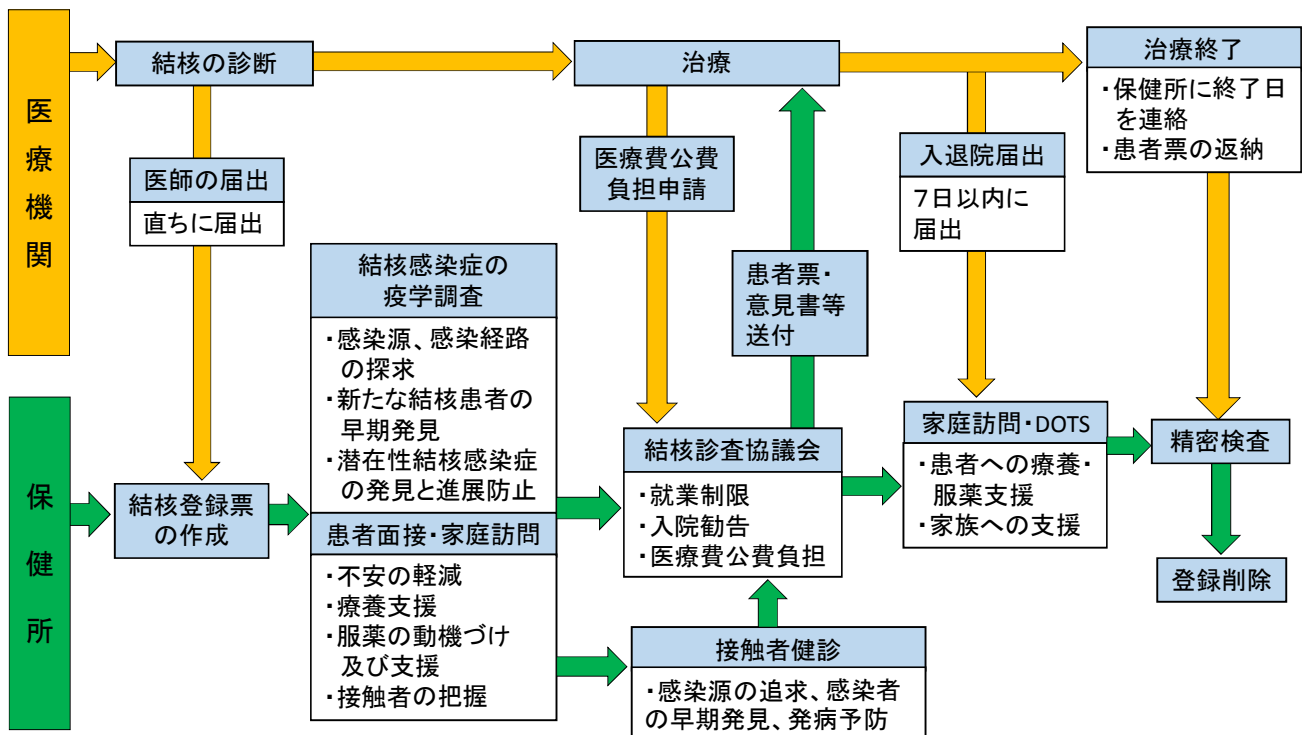 医療機関
結核の診断
治療
治療終了
・保健所に終了日
を連絡
・患者票の返納
医師の届出
直ちに届出
医療費公費
負担申請
入退院届出
7日以内に
届出
結核感染症の
疫学調査
・感染源、感染経路
の探求
・新たな結核患者の
早期発見
・潜在性結核感染症
の発見と進展防止
患者票・
意見書等
送付
保健所
結核登録票
の作成
患者面接・家庭訪問
・不安の軽減
・療養支援
・服薬の動機づけ
及び支援
・接触者の把握
結核診査協議会
・就業制限
・入院勧告
・医療費公費負担
家庭訪問・DOTS
・患者への療養・
服薬支援
・家族への支援
精密検査
登録削除
接触者健診
・感染源の追求、感染者
の早期発見、発病予防